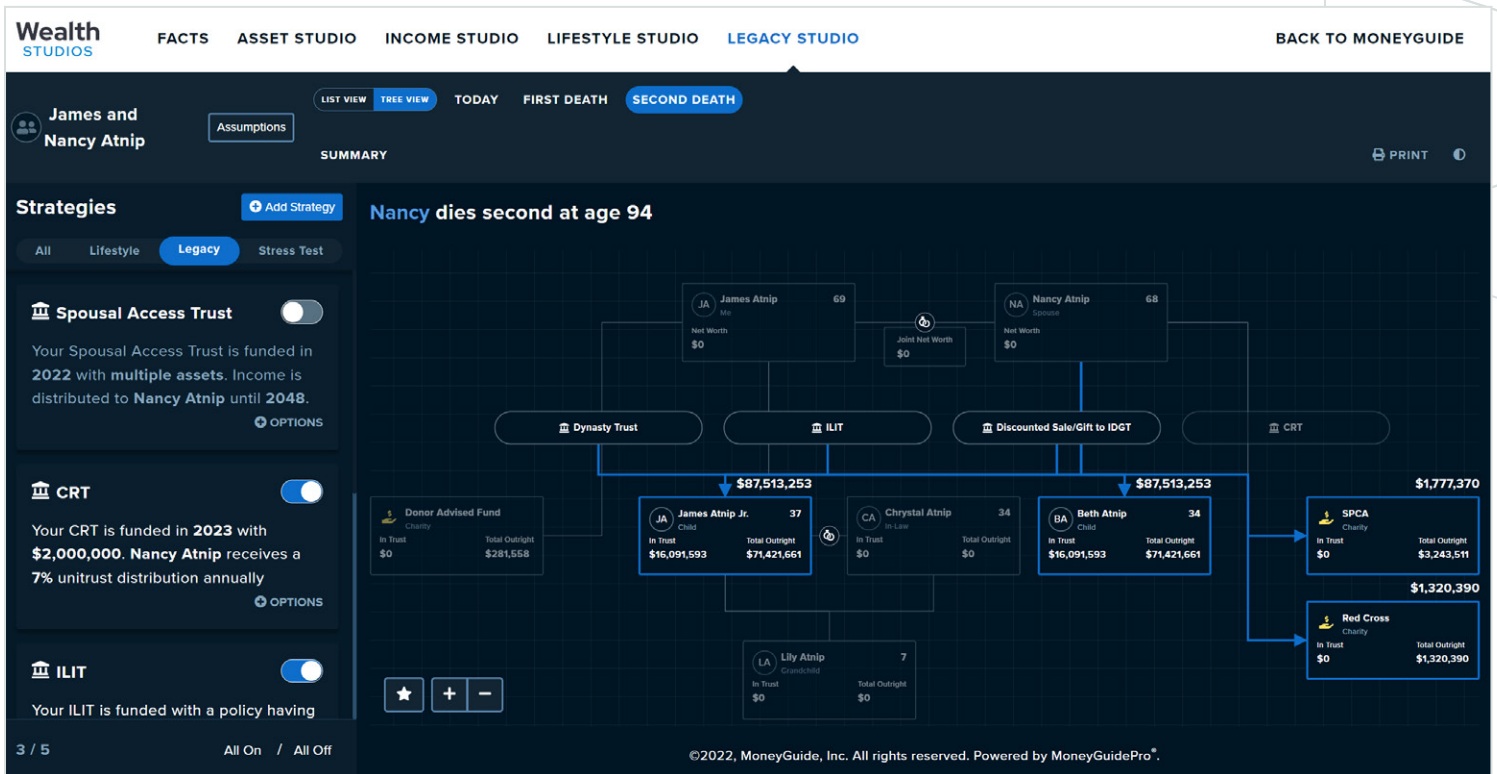 Wealth
STUDIOS
FACTS
ASSET STUDIO
INCOME STUDIO
LIFESTYLE STUDIO
LEGACY STUDIO
BACK TO MONEYGUIDE
James and
Nancy Atnip
Assumptions
LIST VIEW
TREE VIEW
TODAY
FIRST DEATH
SECOND DEATH
SUMMARY
PRINT
Strategies
Add Strategy
All
Lifestyle
Legacy
Stress Test
Spousal Access Trust
Your Spousal Access Trust is funded in
2022 with multiple assets. Income is
distributed to Nancy Atnip until 2048.
OPTIONS
CRT
Your CRT is funded in 2023 with
$2,000,000. Nancy Atnip receives a
7% unitrust distribution annually
OPTIONS
ILIT
Your ILIT is funded with a policy having
3 / 5
All On / All Off
Nancy dies second at age 94
JA
James Atnip
69
Me
Net Worth
$0
Joint Net Worth
$0
NA
Nancy Atnip
68
Spouse
Net Worth
$0
Dynasty Trust
ILIT
Discounted Sale/Gift to IDGT
CRT
Donor Advised Fund
Charity
In Trust
Total Outright
$0
$281,558
$87,513,253
JA
James Atnip Jr.
37
Child
In Trust
Total Outright
$16,091,593
$71,421,661
CA
Chrystal Atnip
34
In-Law
In Trust
Total Outright
$0
$0
$87,513,253
BA
Beth Atnip
34
Child
In Trust
Total Outright
$16,091,593
$71,421,661
$1,777,370
SPCA
Charity
In Trust
Total Outright
$0
$3,243,511
$1,320,390
Red Cross
Charity
In Trust
Total Outright
$0
$1,320,390
LA
Lily Atnip
7
Grandchild
In Trust
Total Outright
$0
$0
+
−
©2022, MoneyGuide, Inc. All rights reserved. Powered by MoneyGuidePro®.